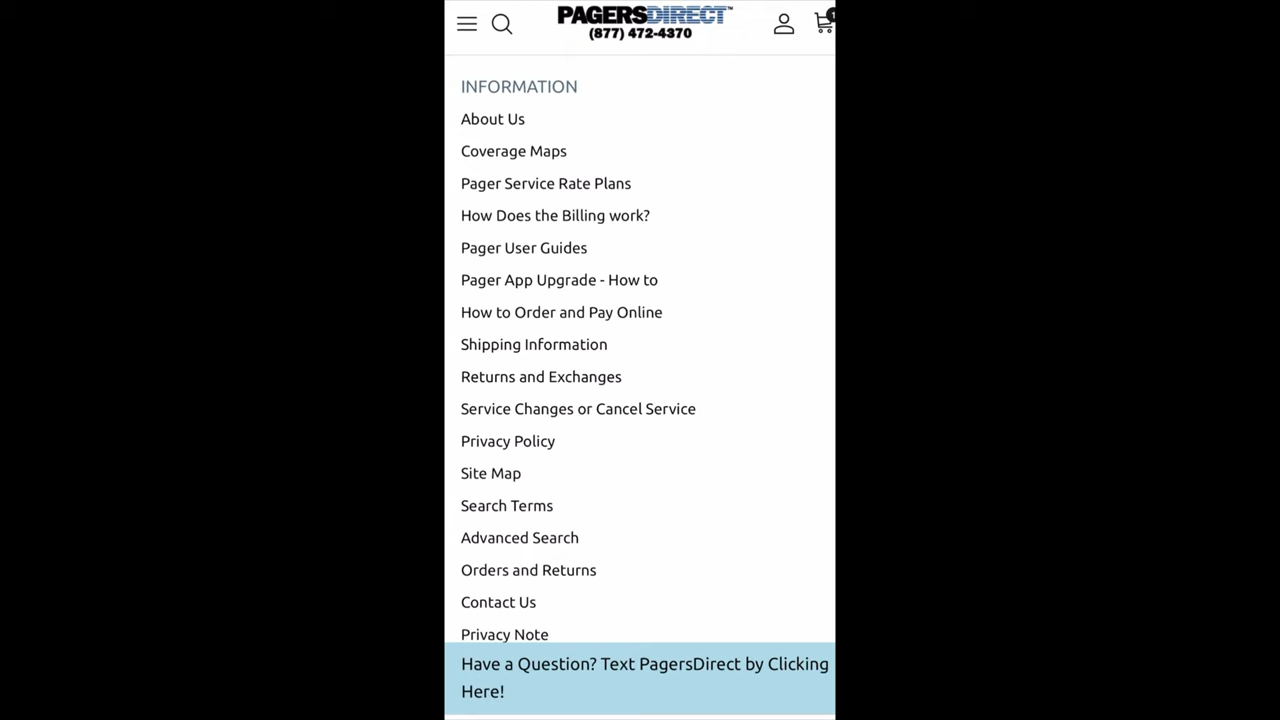 PAGERSDIRECT™
(877) 472-4370
INFORMATION
About Us
Coverage Maps
Pager Service Rate Plans
How Does the Billing work?
Pager User Guides
Pager App Upgrade - How to
How to Order and Pay Online
Shipping Information
Returns and Exchanges
Service Changes or Cancel Service
Privacy Policy
Site Map
Search Terms
Advanced Search
Orders and Returns
Contact Us
Privacy Note
Have a Question? Text PagersDirect by Clicking
Here!